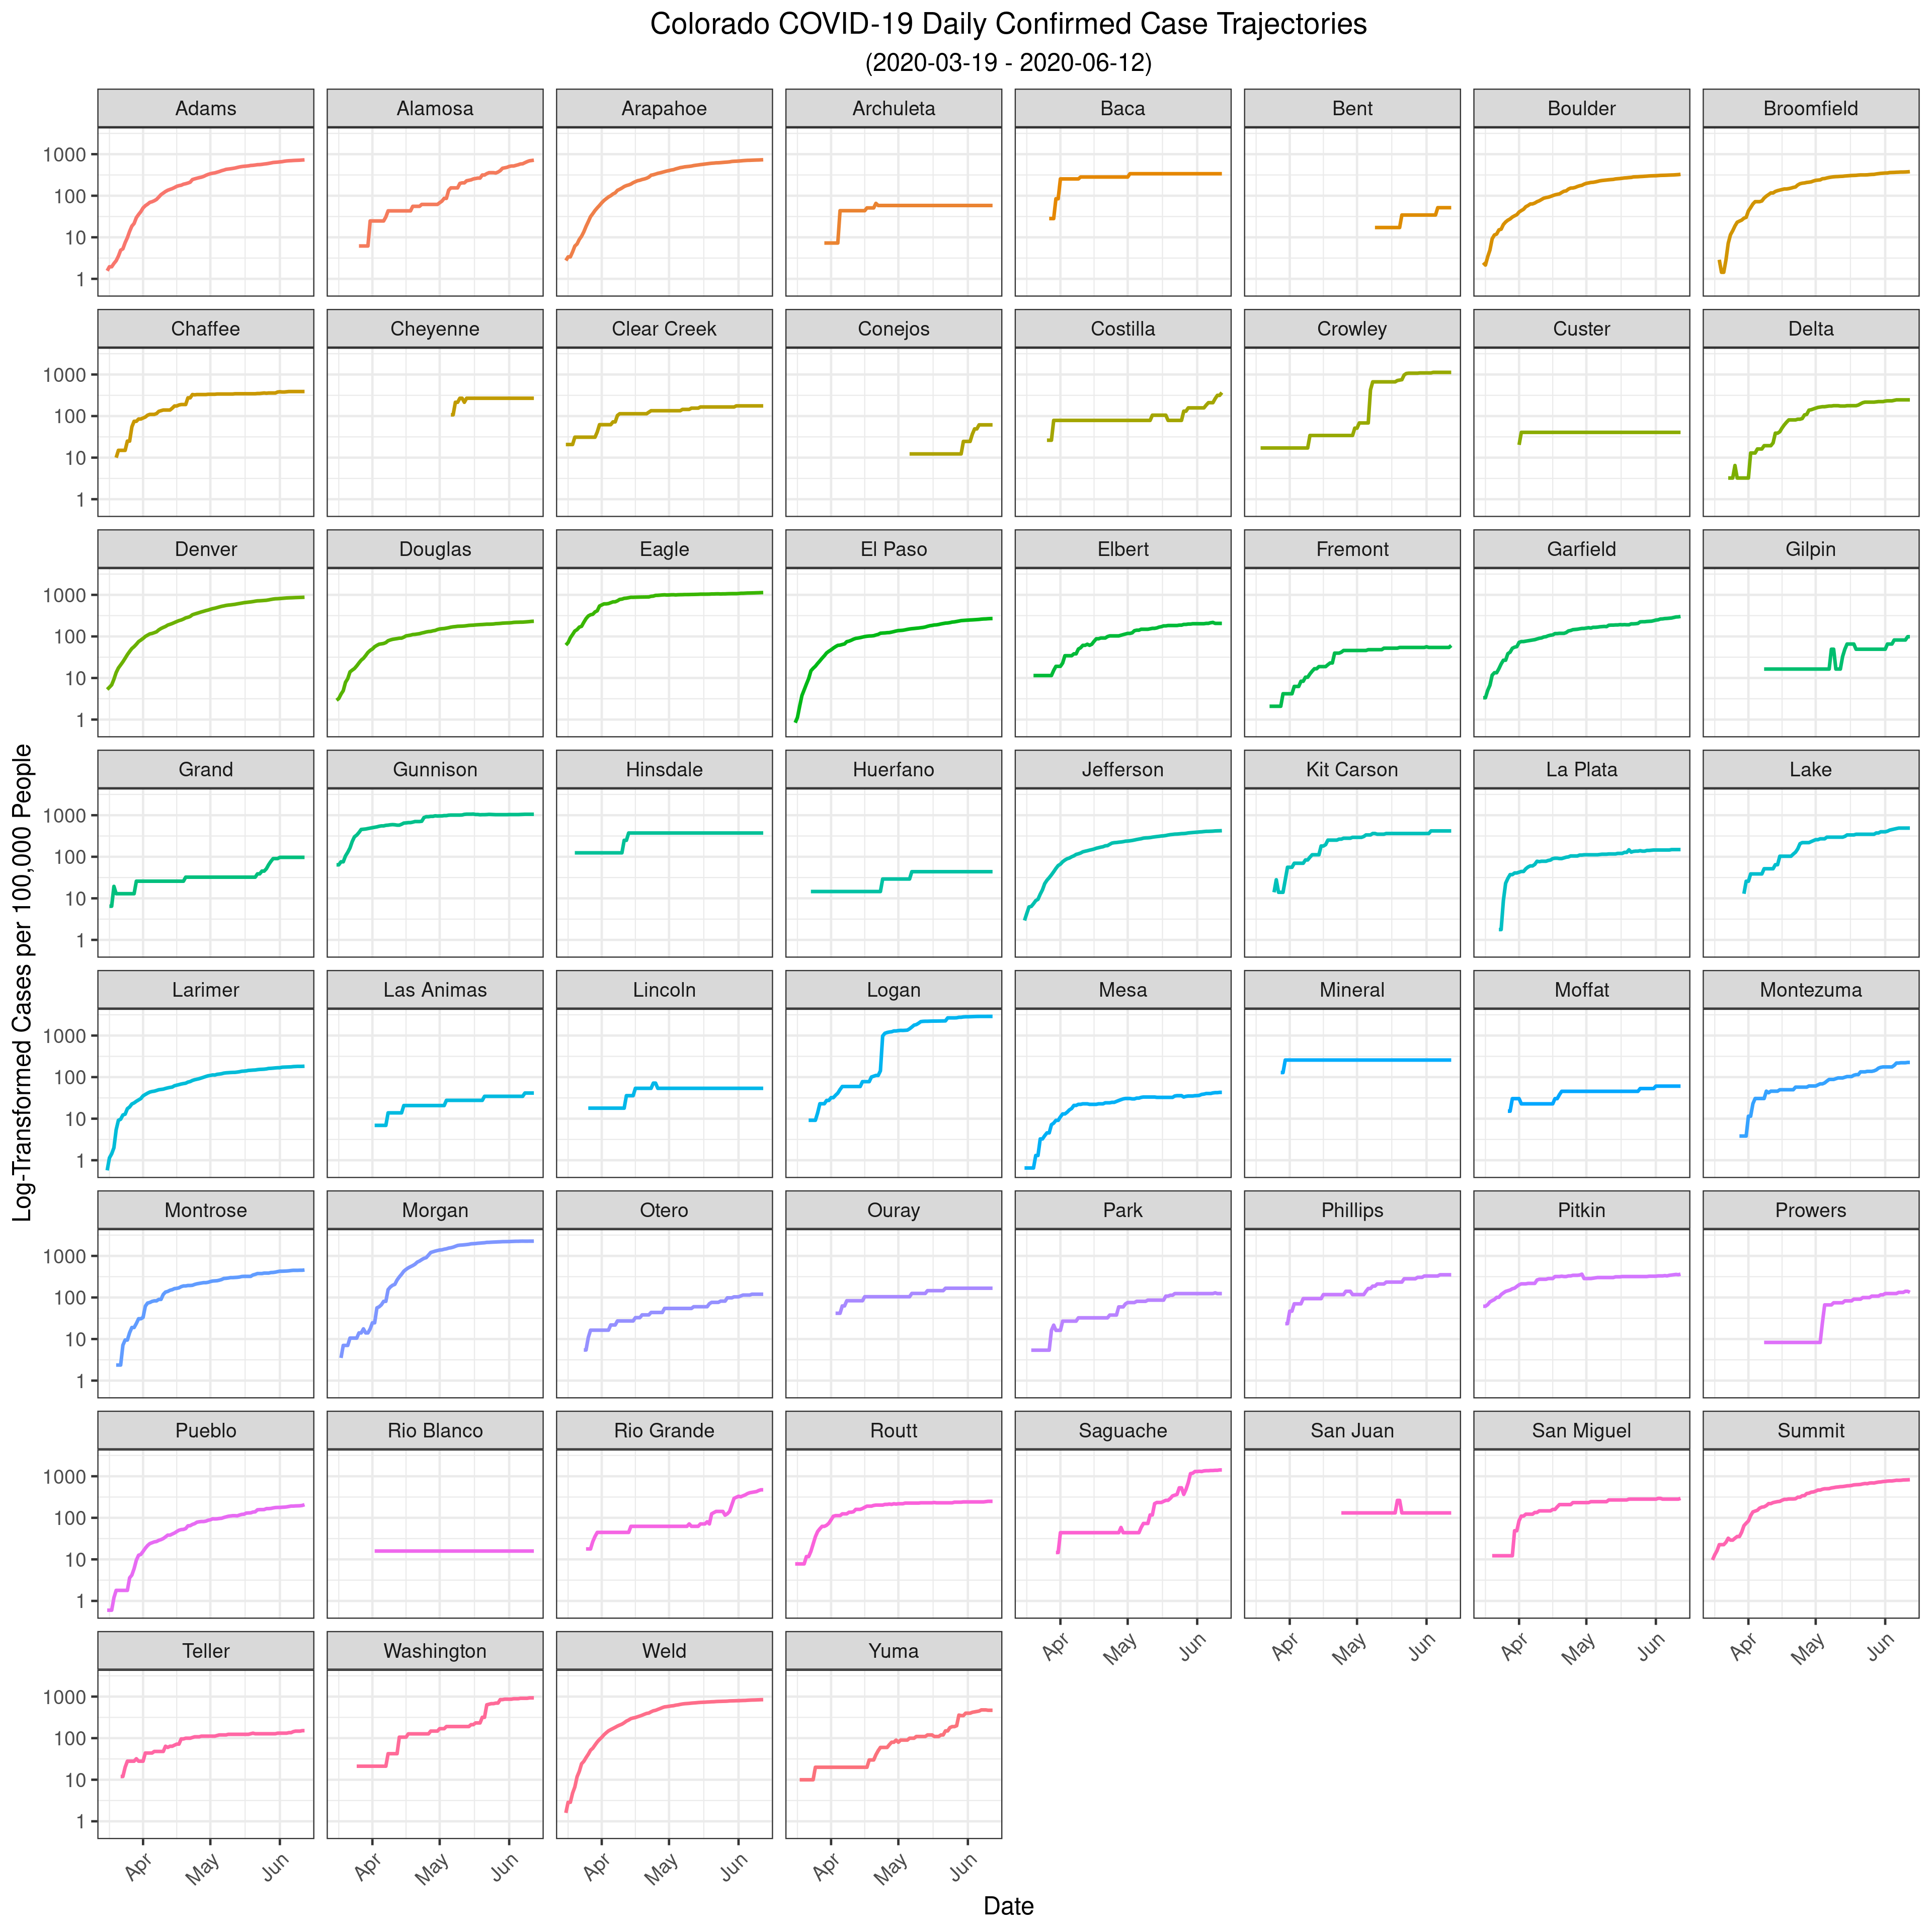 Colorado COVID-19 Daily Confirmed Case Trajectories
(2020-03-19 - 2020-06-12)
Adams Alamosa Arapahoe Archuleta Baca Bent Boulder Broomfield
1000
100
10
1
Chaffee Cheyenne Clear Creek Conejos Costilla Crowley Custer Delta
1000
100
10
1
Denver Douglas Eagle El Paso Elbert Fremont Garfield Gilpin
1000
100
10
1
Grand Gunnison Hinsdale Huerfano Jefferson Kit Carson La Plata Lake
1000
100
10
1
Log-Transformed Cases per 100,000 People
Larimer Las Animas Lincoln Logan Mesa Mineral Moffat Montezuma
1000
100
10
1
Montrose Morgan Otero Ouray Park Phillips Pitkin Prowers
1000
100
10
1
Pueblo Rio Blanco Rio Grande Routt Saguache San Juan San Miguel Summit
1000
100
10
1
Apr May Jun Apr May Jun Apr May Jun Apr May Jun
Teller Washington Weld Yuma
1000
100
10
1
Apr May Jun Apr May Jun Apr May Jun Apr May Jun
Date